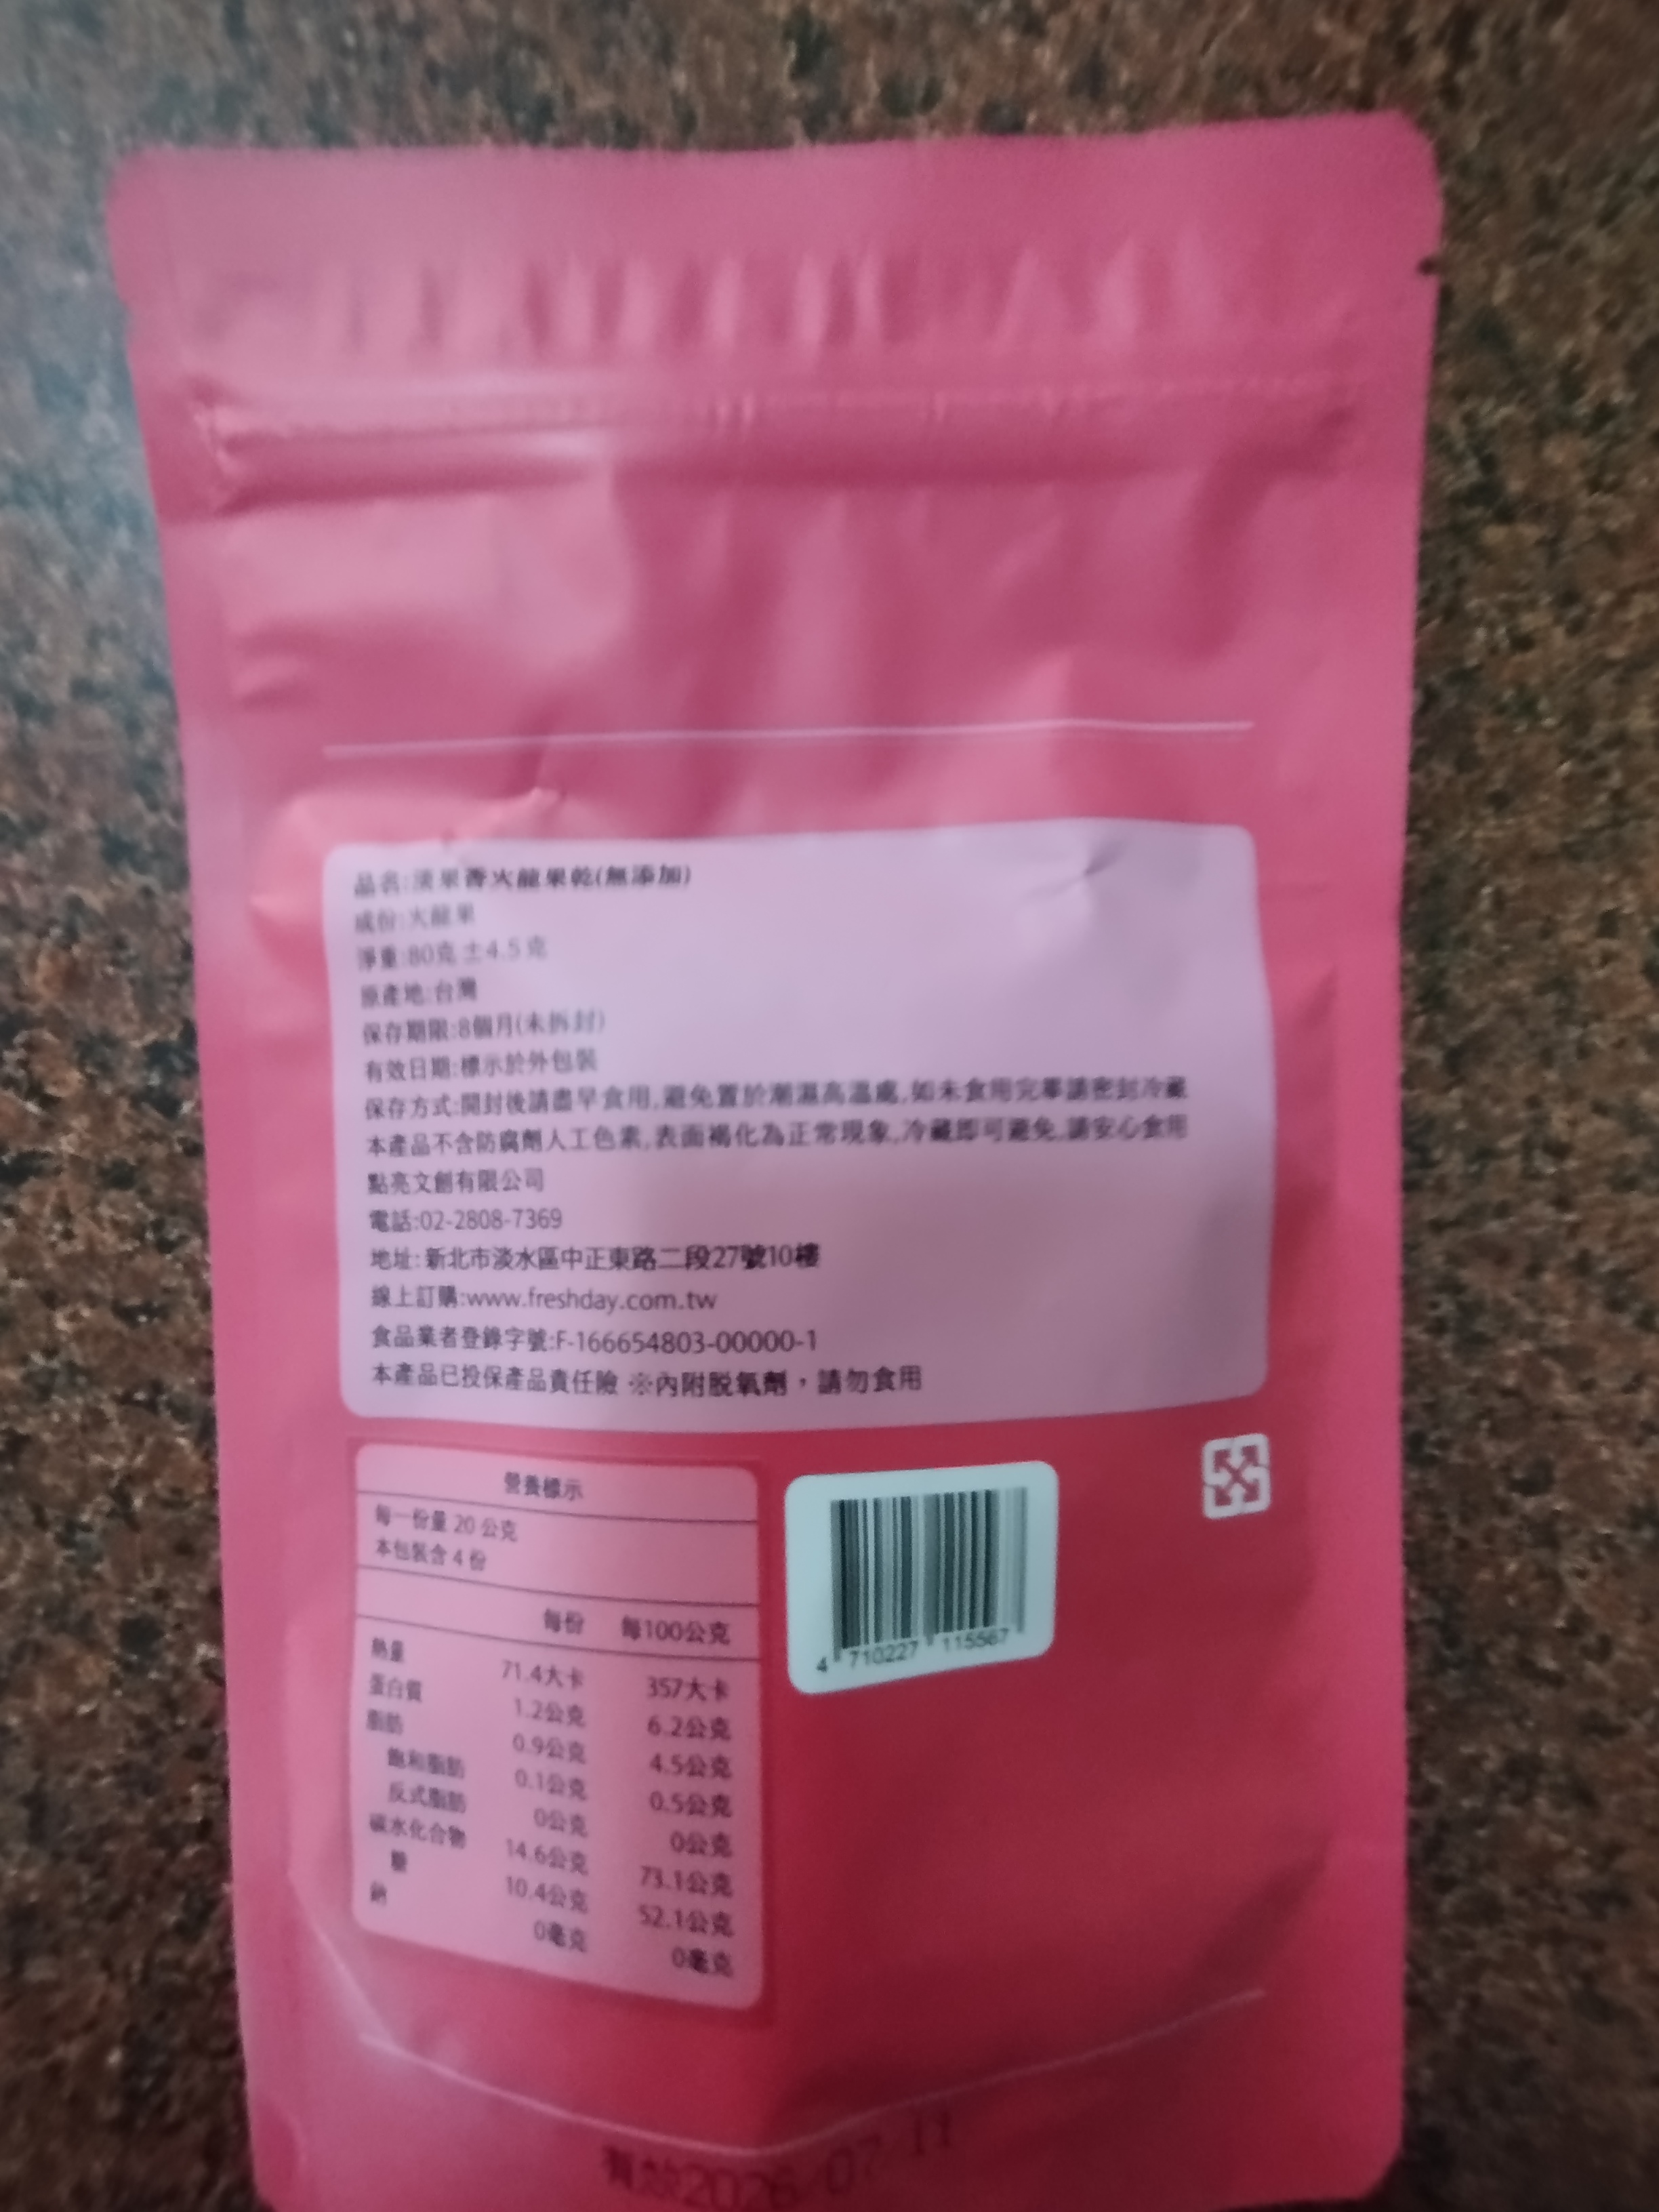 品名:淡果香火龍果乾(無添加)
成份:火龍果
淨重:80克±4.5克
原產地:台灣
保存期限:8個月(未拆封)
有效日期:標示於外包裝
保存方式:開封後請盡早食用,避免置於潮濕高溫處,如未食用完畢請密封冷藏
本產品不含防腐劑人工色素,表面褐化為正常現象,冷藏即可避免,請安心食用
點亮文創有限公司
電話:02-2808-7369
地址:新北市淡水區中正東路二段27號10樓
線上訂購:www.freshday.com.tw
食品業者登錄字號:F-166654803-00000-1
本產品已投保產品責任險 ※內附脫氧劑,請勿食用
營養標示
每一份量 20 公克
本包裝含 4 份
每份 每100公克
熱量 71.4大卡 357大卡
蛋白質 1.2公克 6.2公克
脂肪 0.9公克 4.5公克
飽和脂肪 0.1公克 0.5公克
反式脂肪 0公克 0公克
碳水化合物 14.6公克 73.1公克
糖 10.4公克 52.1公克
鈉 0毫克 0毫克
4 710227 115567
有效2026/07/11